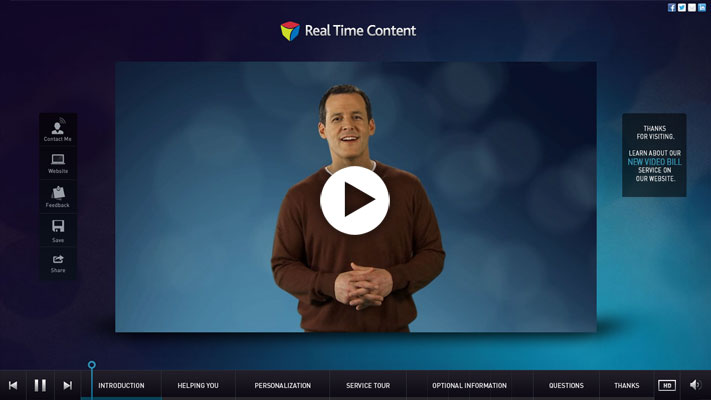 Real Time Content
Contact Me
Website
Feedback
Save
Share
THANKS
FOR VISITING.
LEARN ABOUT OUR
NEW VIDEO BILL
SERVICE ON
OUR WEBSITE.
INTRODUCTION
HELPING YOU
PERSONALIZATION
SERVICE TOUR
OPTIONAL INFORMATION
QUESTIONS
THANKS
HD